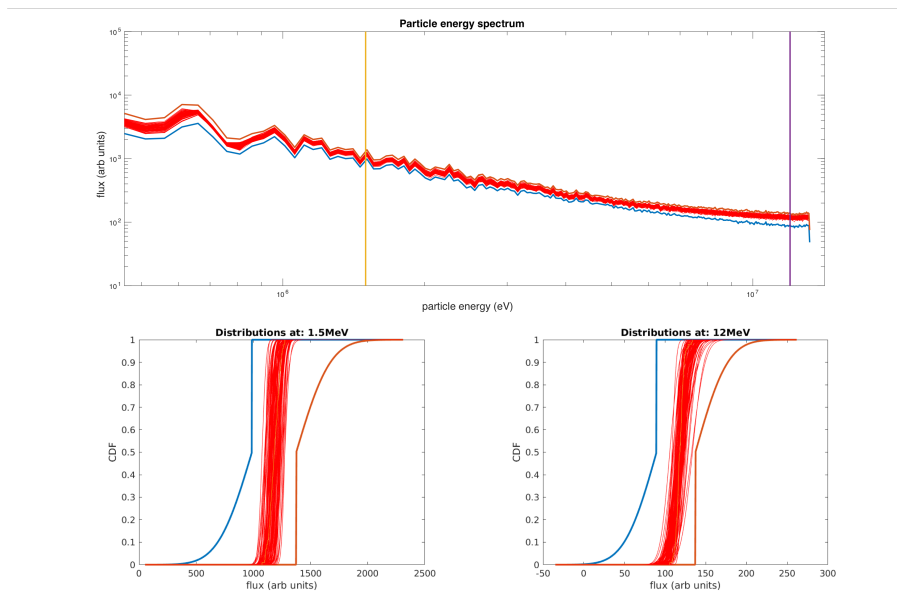 Particle energy spectrum
flux (arb units)
10^5
10^4
10^3
10^2
10^1
10^6
10^7
particle energy (eV)
Distributions at: 1.5MeV
CDF
1
0.9
0.8
0.7
0.6
0.5
0.4
0.3
0.2
0.1
0
0 500 1000 1500 2000 2500
flux (arb units)
Distributions at: 12MeV
CDF
1
0.9
0.8
0.7
0.6
0.5
0.4
0.3
0.2
0.1
0
-50 0 50 100 150 200 250 300
flux (arb units)